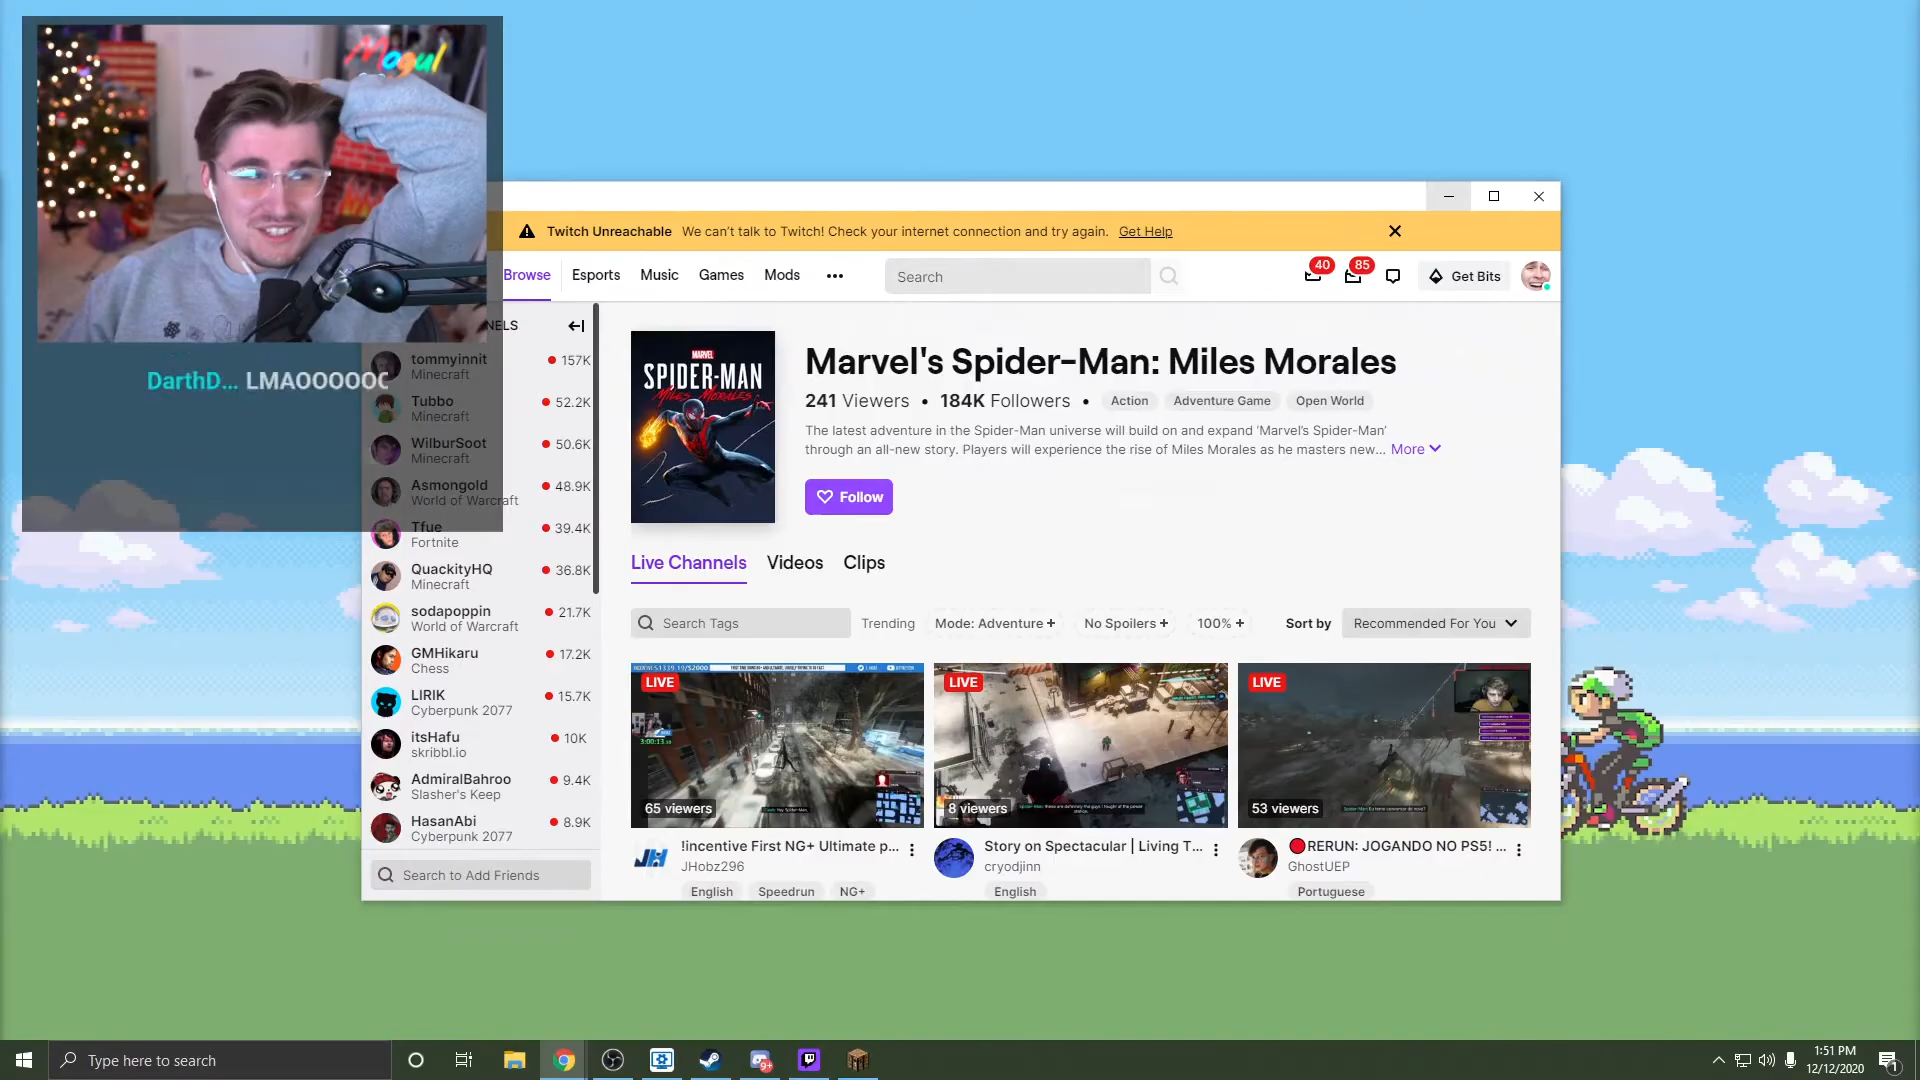 Mogul
DarthD... LMAOOOOOO
Twitch Unreachable We can't talk to Twitch! Check your internet connection and try again. Get Help
Browse Esports Music Games Mods
Search
40 85 Get Bits
NELS
tommyinnit 157K
Minecraft
Tubbo 52.2K
Minecraft
WilburSoot 50.6K
Minecraft
Asmongold 48.9K
World of Warcraft
Tfue 39.4K
Fortnite
QuackityHQ 36.8K
Minecraft
sodapoppin 21.7K
World of Warcraft
GMHikaru 17.2K
Chess
LIRIK 15.7K
Cyberpunk 2077
itsHafu 10K
skribbl.io
AdmiralBahroo 9.4K
Slasher's Keep
HasanAbi 8.9K
Cyberpunk 2077
Search to Add Friends
MARVEL
SPIDER-MAN
MILES MORALES
Marvel's Spider-Man: Miles Morales
241 Viewers • 184K Followers • Action Adventure Game Open World
The latest adventure in the Spider-Man universe will build on and expand 'Marvel's Spider-Man'
through an all-new story. Players will experience the rise of Miles Morales as he masters new... More
Follow
Live Channels Videos Clips
Search Tags Trending Mode: Adventure + No Spoilers + 100% + Sort by Recommended For You
LIVE
3:00:13
65 viewers
!incentive First NG+ Ultimate p...
JH
JHobz296
English Speedrun NG+
LIVE
8 viewers
Story on Spectacular | Living T...
cryodjinn
English
LIVE
53 viewers
RERUN: JOGANDO NO PS5! ...
GhostUEP
Portuguese
Type here to search
9+
1:51 PM
12/12/2020
1